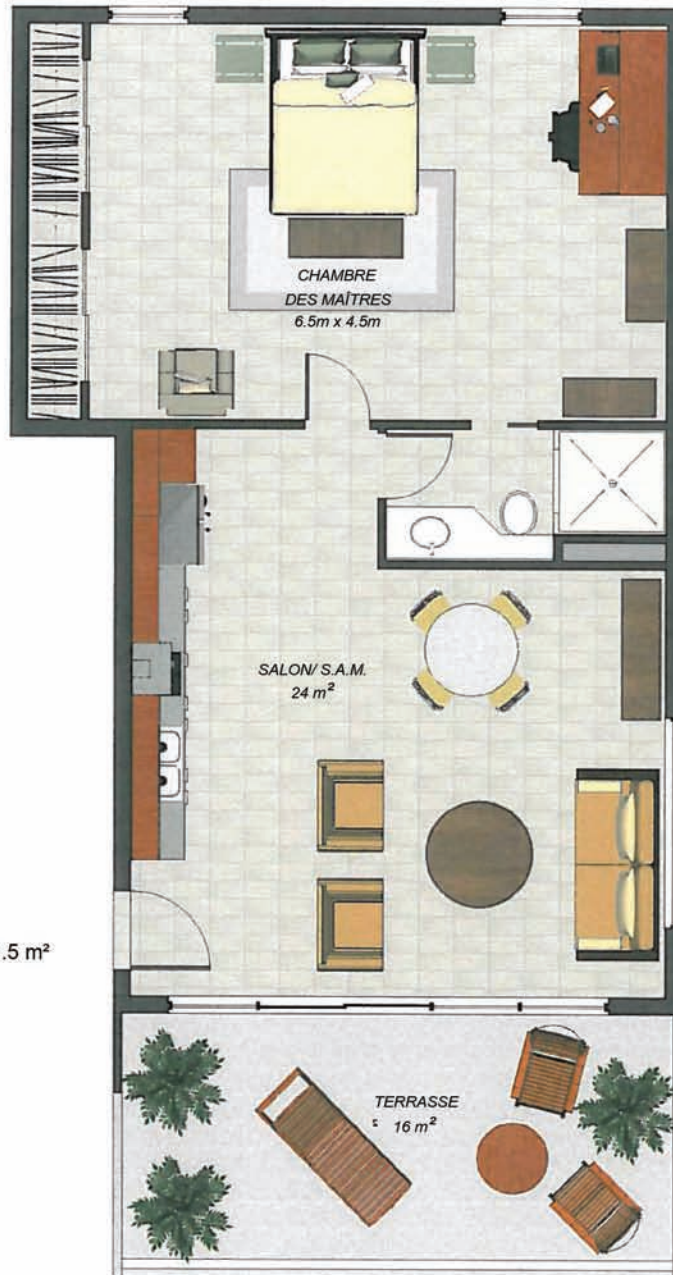 CHAMBRE
DES MAÎTRES
6.5m x 4.5m
SALON/ S.A.M.
24 m²
.5 m²
TERRASSE
16 m²